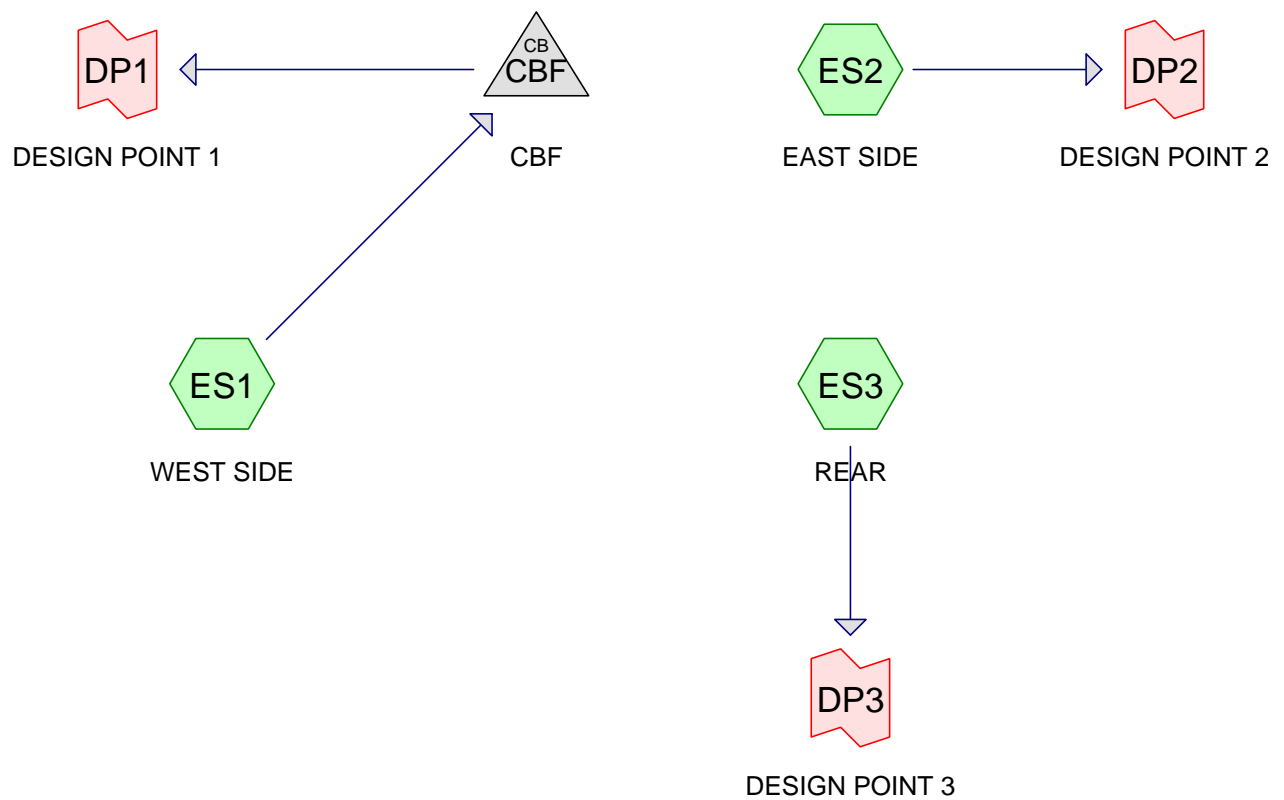 DP1
CB
CBF
ES2
DP2
DESIGN POINT 1
CBF
EAST SIDE
DESIGN POINT 2
ES1
ES3
WEST SIDE
REAR
DP3
DESIGN POINT 3